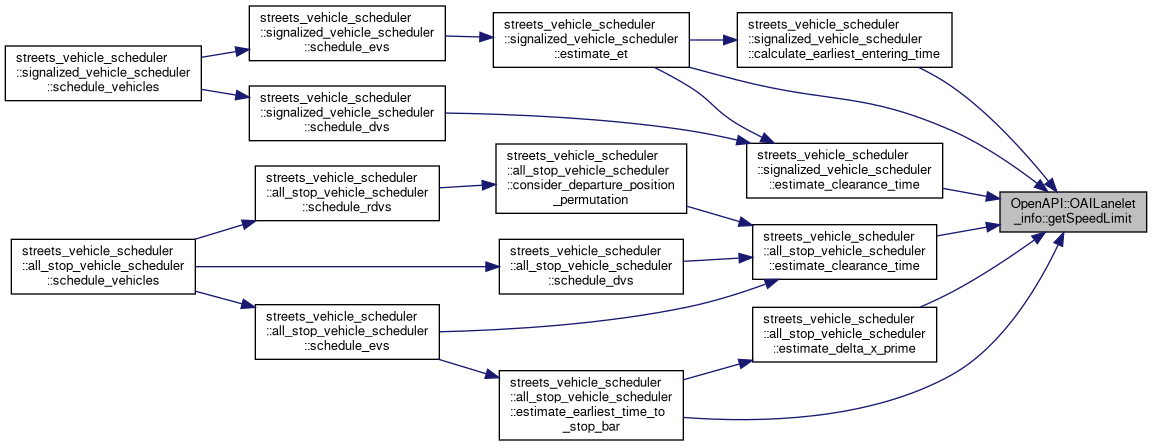 streets_vehicle_scheduler
::signalized_vehicle_scheduler
::schedule_vehicles
streets_vehicle_scheduler
::signalized_vehicle_scheduler
::schedule_evs
streets_vehicle_scheduler
::signalized_vehicle_scheduler
::schedule_dvs
streets_vehicle_scheduler
::signalized_vehicle_scheduler
::estimate_et
streets_vehicle_scheduler
::signalized_vehicle_scheduler
::calculate_earliest_entering_time
streets_vehicle_scheduler
::signalized_vehicle_scheduler
::estimate_clearance_time
OpenAPI::OAILanelet
_info::getSpeedLimit
streets_vehicle_scheduler
::all_stop_vehicle_scheduler
::schedule_vehicles
streets_vehicle_scheduler
::all_stop_vehicle_scheduler
::schedule_rdvs
streets_vehicle_scheduler
::all_stop_vehicle_scheduler
::consider_departure_position
_permutation
streets_vehicle_scheduler
::all_stop_vehicle_scheduler
::schedule_dvs
streets_vehicle_scheduler
::all_stop_vehicle_scheduler
::estimate_clearance_time
streets_vehicle_scheduler
::all_stop_vehicle_scheduler
::schedule_evs
streets_vehicle_scheduler
::all_stop_vehicle_scheduler
::estimate_delta_x_prime
streets_vehicle_scheduler
::all_stop_vehicle_scheduler
::estimate_earliest_time_to
_stop_bar